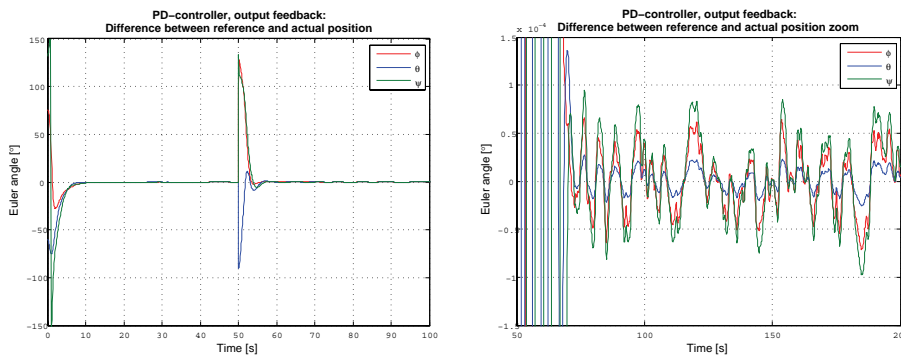 PD-controller, output feedback:
Difference between reference and actual position
150
100
50
0
-50
-100
-150
0 10 20 30 40 50 60 70 80 90 100
Euler angle [°]
Time [s]
φ
θ
ψ
PD-controller, output feedback:
Difference between reference and actual position zoom
x 10⁻⁴
1.5
1
0.5
0
-0.5
-1
-1.5
50 100 150 20
Euler angle [°]
Time [s]
φ
θ
ψ